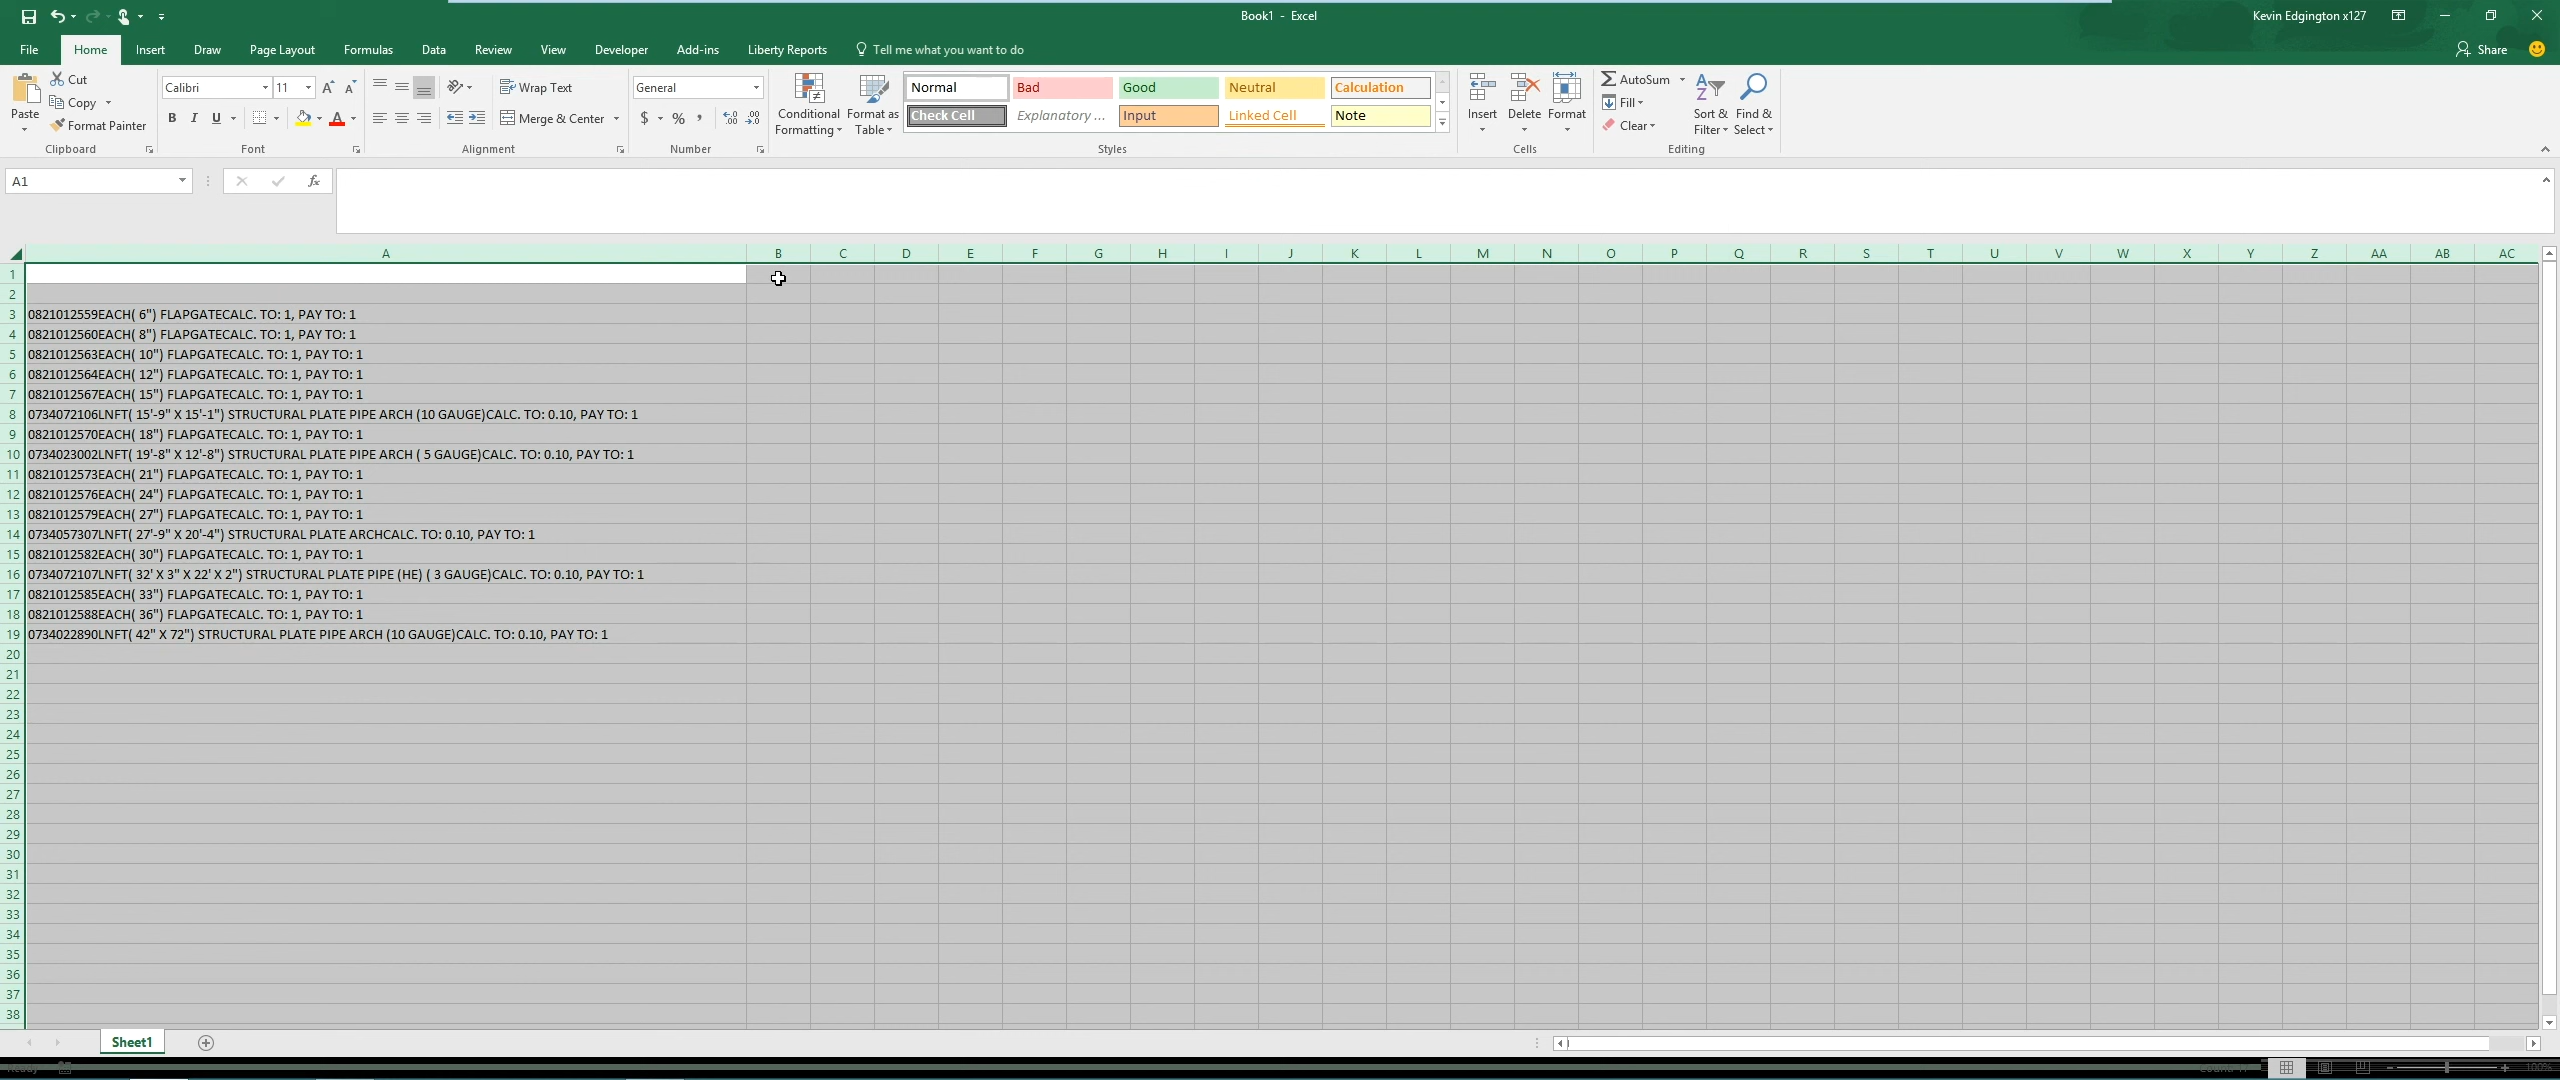 Book1 - Excel
Kevin Edgington x127
File Home Insert Draw Page Layout Formulas Data Review View Developer Add-ins Liberty Reports Tell me what you want to do
Share
Paste
Cut
Copy
Format Painter
Clipboard
Calibri 11
B I U
Font
Wrap Text
Merge & Center
Alignment
General
$ % ,
Number
Conditional Formatting
Format as Table
Normal Bad Good Neutral Calculation
Check Cell Explanatory ... Input Linked Cell Note
Styles
Insert Delete Format
Cells
AutoSum
Fill
Clear
Sort & Filter
Find & Select
Editing
A1
fx
A B C D E F G H I J K L M N O P Q R S T U V W X Y Z AA AB AC
1
2
3 0821012559EACH( 6") FLAPGATECALC. TO: 1, PAY TO: 1
4 0821012560EACH( 8") FLAPGATECALC. TO: 1, PAY TO: 1
5 0821012563EACH( 10") FLAPGATECALC. TO: 1, PAY TO: 1
6 0821012564EACH( 12") FLAPGATECALC. TO: 1, PAY TO: 1
7 0821012567EACH( 15") FLAPGATECALC. TO: 1, PAY TO: 1
8 0734072106LNFT( 15'-9" X 15'-1") STRUCTURAL PLATE PIPE ARCH (10 GAUGE)CALC. TO: 0.10, PAY TO: 1
9 0821012570EACH( 18") FLAPGATECALC. TO: 1, PAY TO: 1
10 0734023002LNFT( 19'-8" X 12'-8") STRUCTURAL PLATE PIPE ARCH ( 5 GAUGE)CALC. TO: 0.10, PAY TO: 1
11 0821012573EACH( 21") FLAPGATECALC. TO: 1, PAY TO: 1
12 0821012576EACH( 24") FLAPGATECALC. TO: 1, PAY TO: 1
13 0821012579EACH( 27") FLAPGATECALC. TO: 1, PAY TO: 1
14 0734057307LNFT( 27'-9" X 20'-4") STRUCTURAL PLATE ARCHCALC. TO: 0.10, PAY TO: 1
15 0821012582EACH( 30") FLAPGATECALC. TO: 1, PAY TO: 1
16 0734072107LNFT( 32' X 3" X 22' X 2") STRUCTURAL PLATE PIPE (HE) ( 3 GAUGE)CALC. TO: 0.10, PAY TO: 1
17 0821012585EACH( 33") FLAPGATECALC. TO: 1, PAY TO: 1
18 0821012588EACH( 36") FLAPGATECALC. TO: 1, PAY TO: 1
19 0734022890LNFT( 42" X 72") STRUCTURAL PLATE PIPE ARCH (10 GAUGE)CALC. TO: 0.10, PAY TO: 1
20
21
22
23
24
25
26
27
28
29
30
31
32
33
34
35
36
37
38
Sheet1
100%